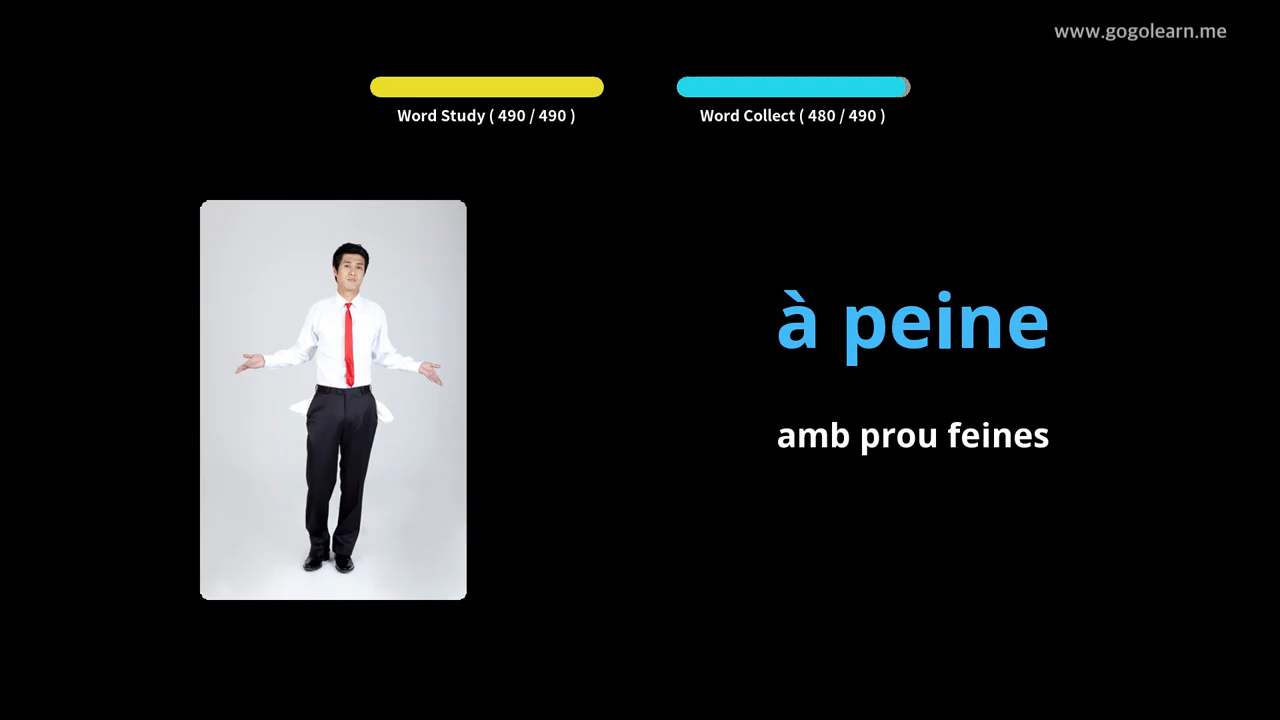 www.gogolearn.me
Word Study ( 490 / 490 )
Word Collect ( 480 / 490 )
à peine
amb prou feines